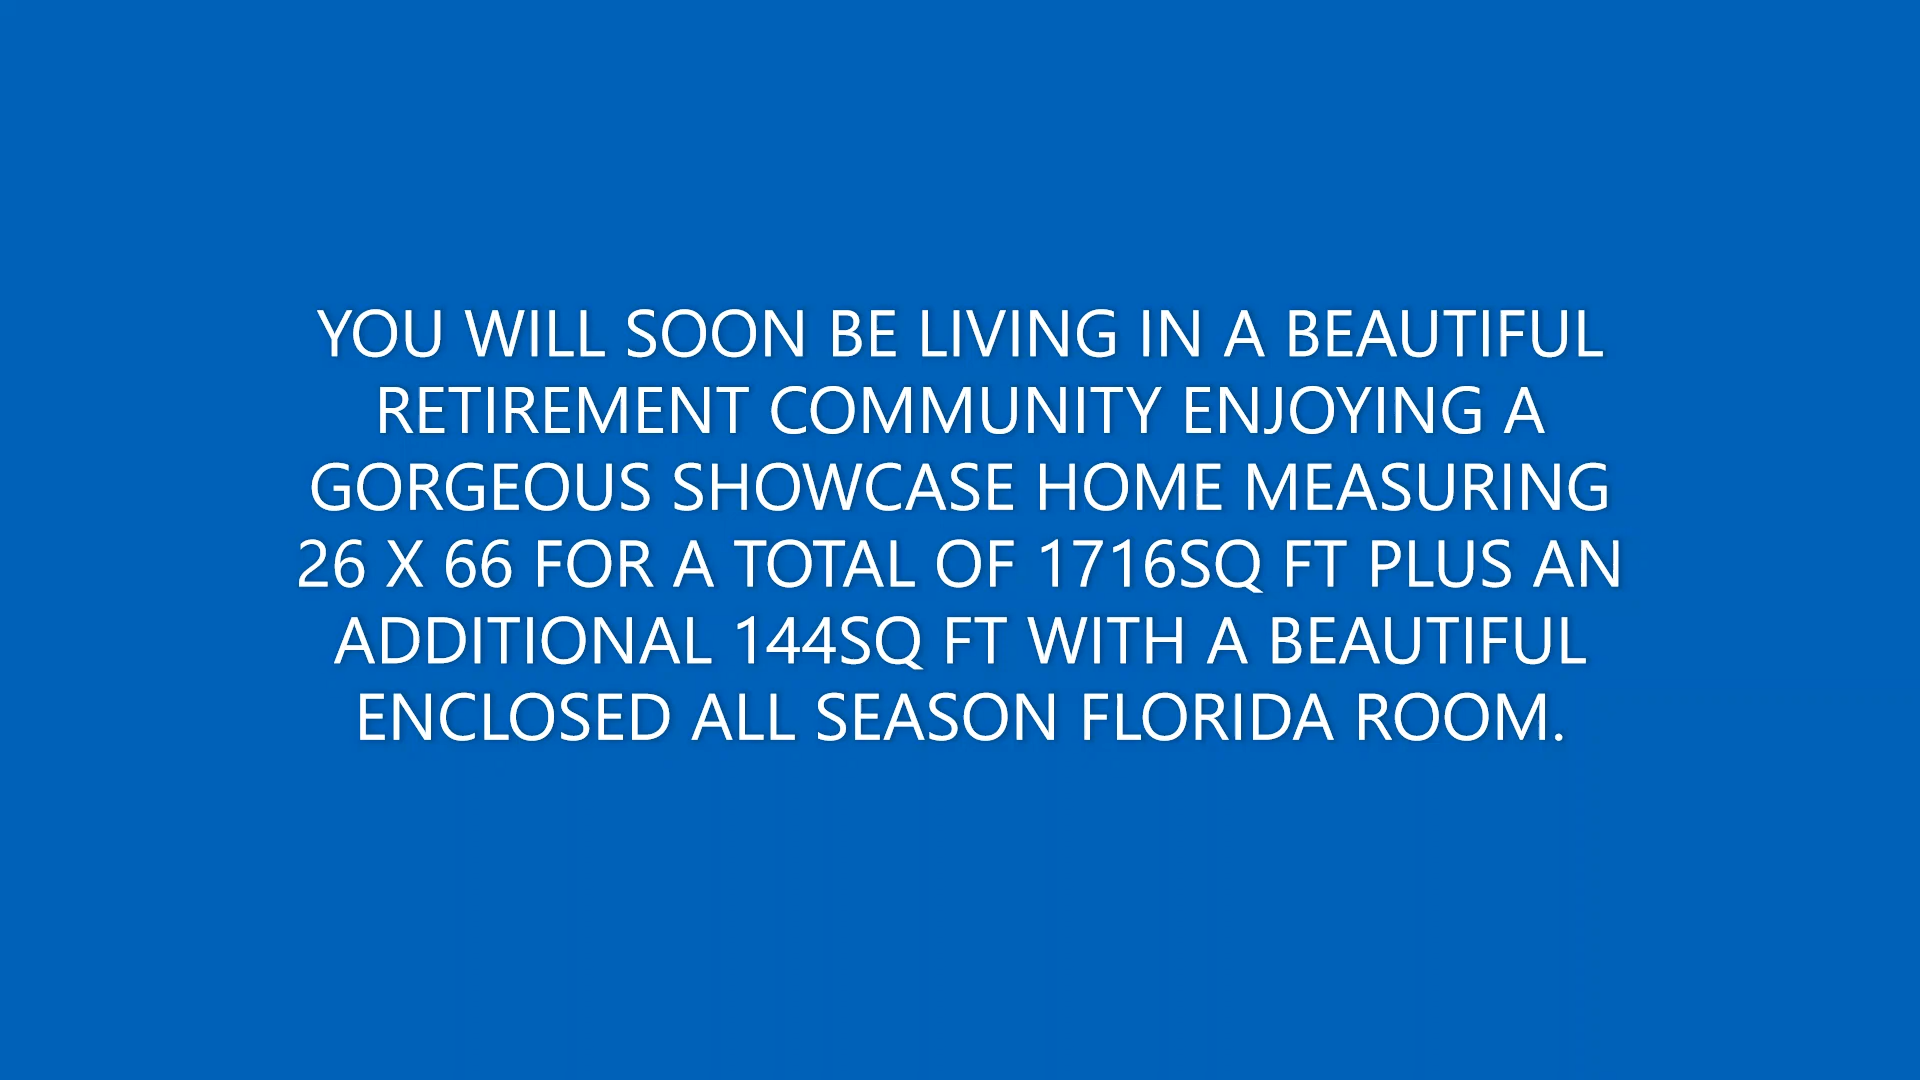 YOU WILL SOON BE LIVING IN A BEAUTIFUL
RETIREMENT COMMUNITY ENJOYING A
GORGEOUS SHOWCASE HOME MEASURING
26 X 66 FOR A TOTAL OF 1716SQ FT PLUS AN
ADDITIONAL 144SQ FT WITH A BEAUTIFUL
ENCLOSED ALL SEASON FLORIDA ROOM.